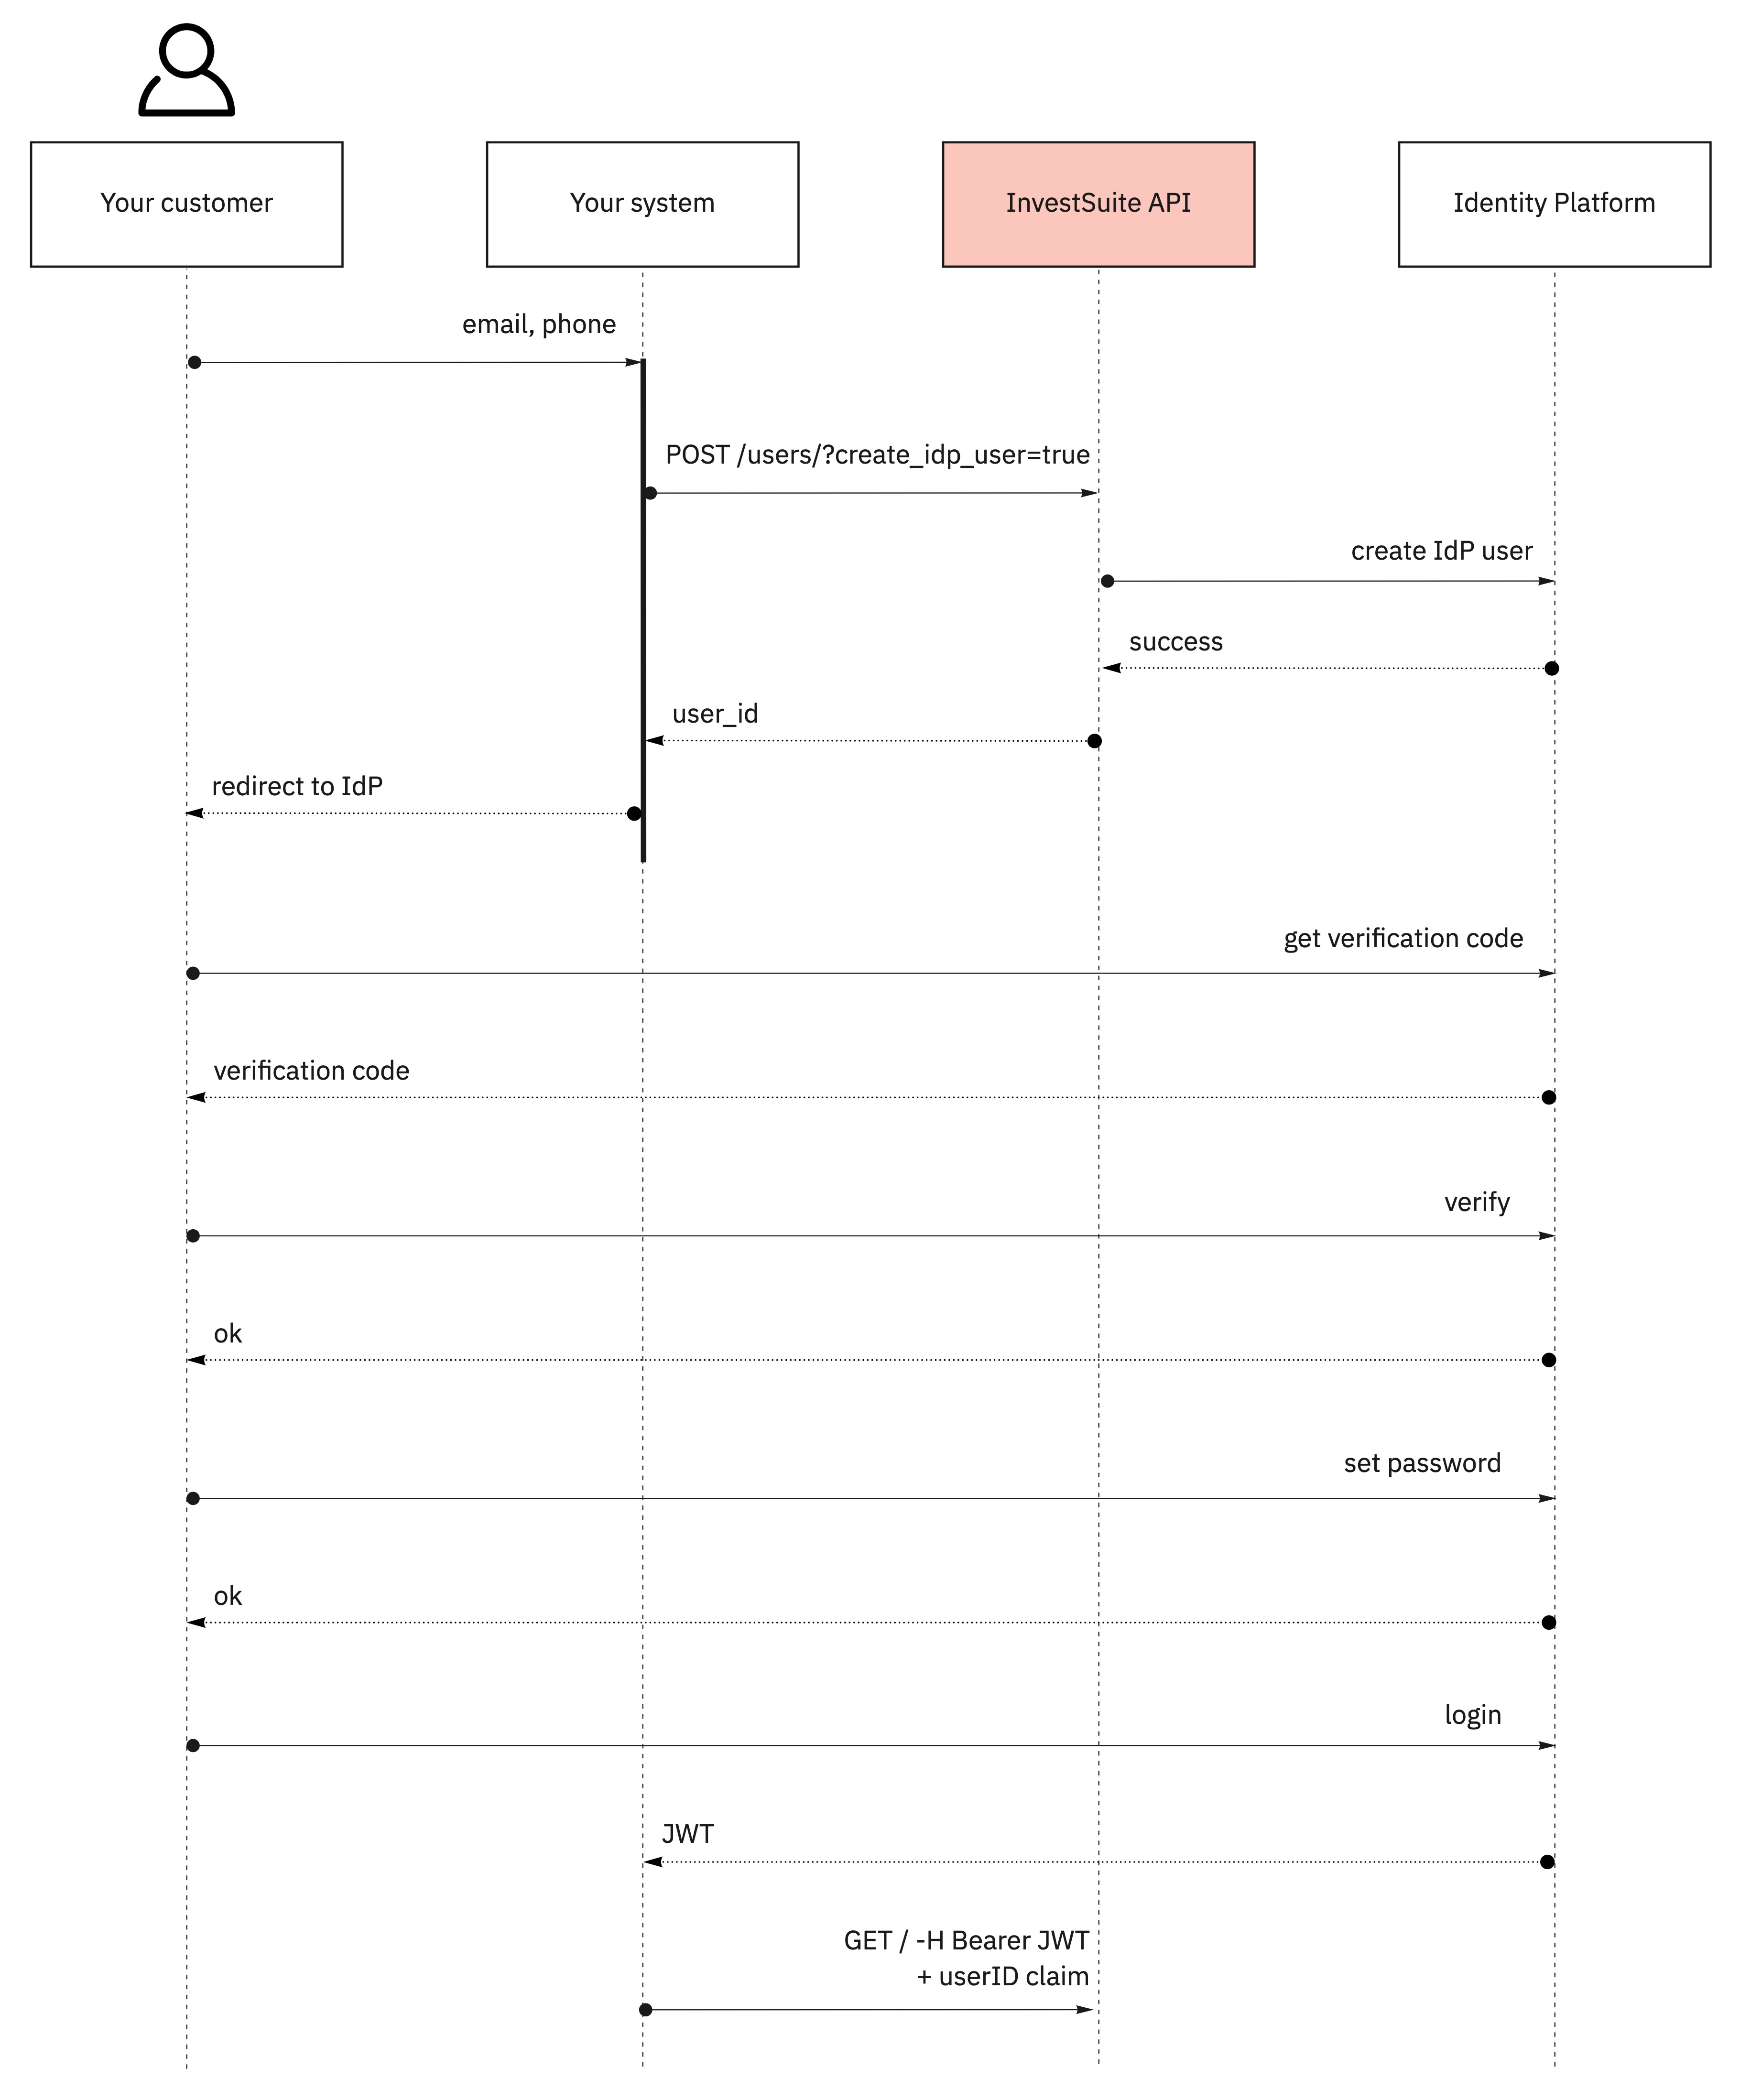 Your customer
Your system
InvestSuite API
Identity Platform
email, phone
POST /users/?create_idp_user=true
create IdP user
success
user_id
redirect to IdP
get verification code
verification code
verify
ok
set password
ok
login
JWT
GET / -H Bearer JWT
+ userID claim